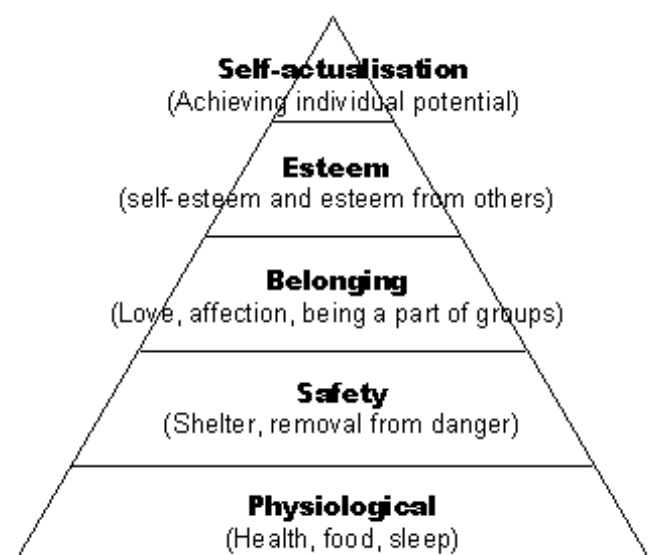 Self-actualisation
(Achieving individual potential)
Esteem
(self-esteem and esteem from others)
Belonging
(Love, affection, being a part of groups)
Safety
(Shelter, removal from danger)
Physiological
(Health, food, sleep)